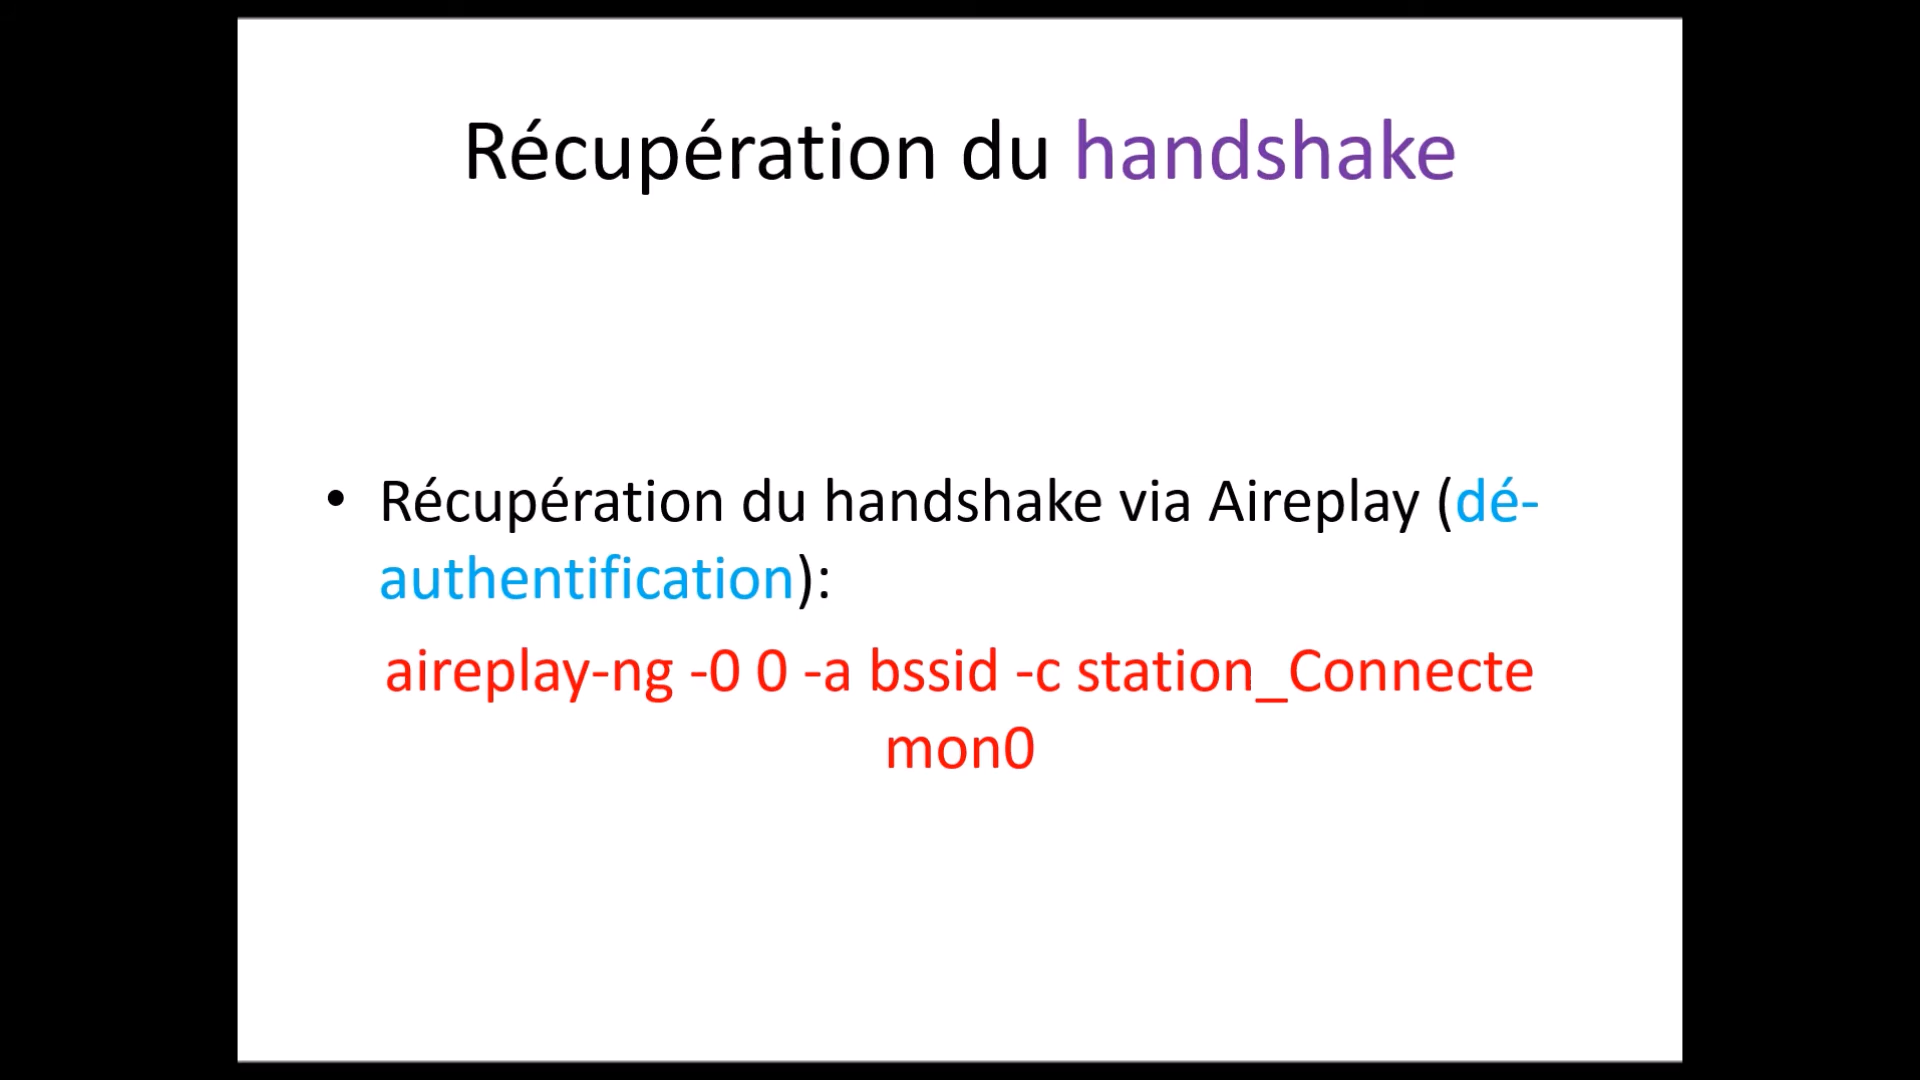 Récupération du handshake
• Récupération du handshake via Aireplay (dé-
authentification):
aireplay-ng -0 0 -a bssid -c station_Connecte
mon0